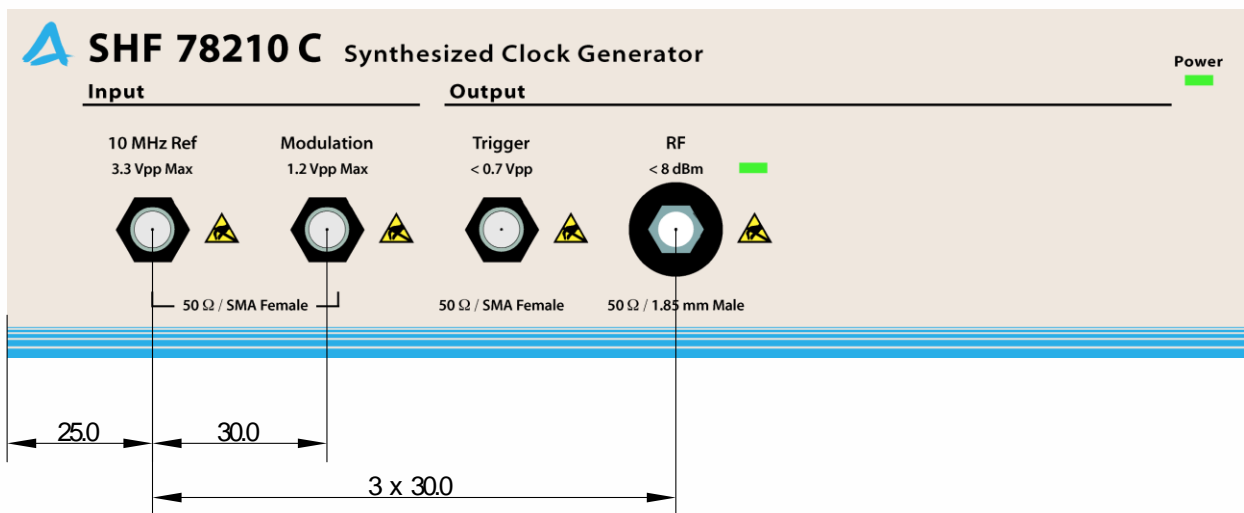 SHF 78210 C Synthesized Clock Generator
Power
Input
Output
10 MHz Ref
3.3 Vpp Max
Modulation
1.2 Vpp Max
Trigger
< 0.7 Vpp
RF
< 8 dBm
50 Ω / SMA Female
50 Ω / SMA Female
50 Ω / 1.85 mm Male
25.0
30.0
3 x 30.0